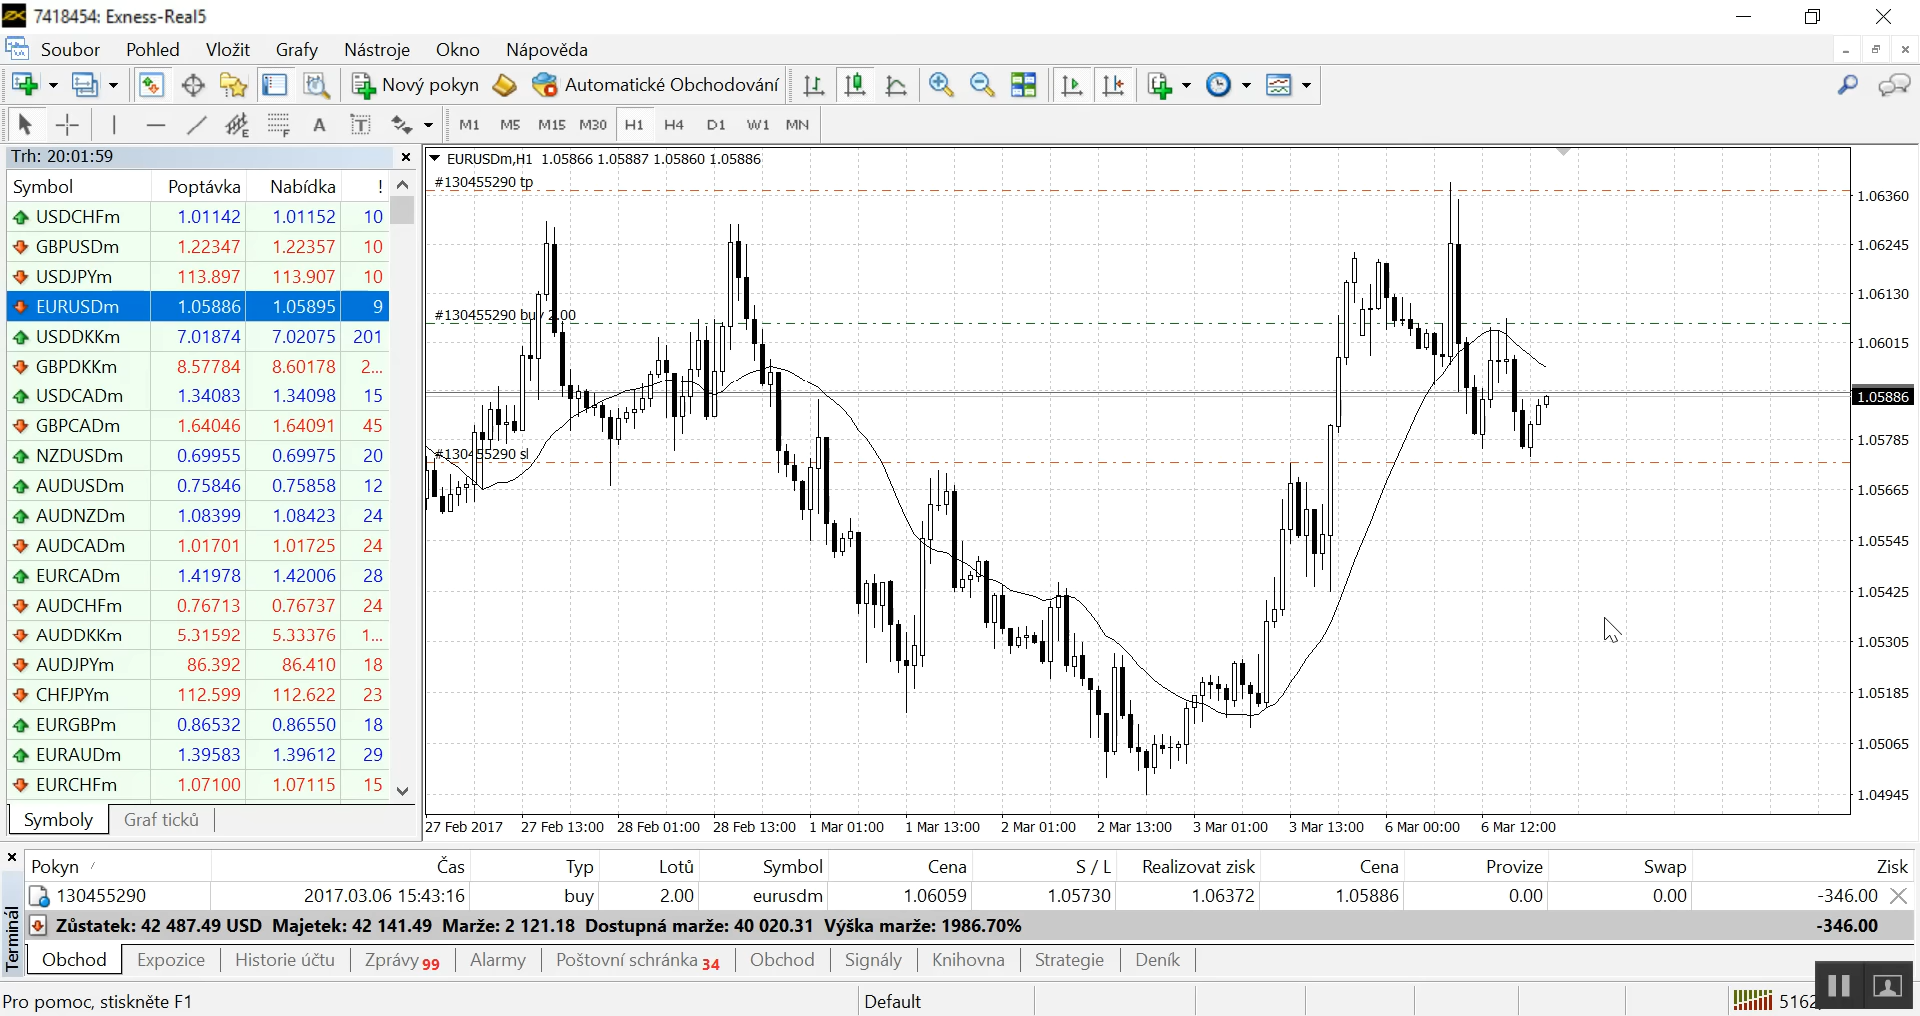 7418454: Exness-Real5
Soubor Pohled Vložit Grafy Nástroje Okno Nápověda
Nový pokyn Automatické Obchodování
A T M1 M5 M15 M30 H1 H4 D1 W1 MN
Trh: 20:01:59
Symbol Poptávka Nabídka !
USDCHFm 1.01142 1.01152 10
GBPUSDm 1.22347 1.22357 10
USDJPYm 113.897 113.907 10
EURUSDm 1.05886 1.05895 9
USDDKKm 7.01874 7.02075 201
GBPDKKm 8.57784 8.60178 2...
USDCADm 1.34083 1.34098 15
GBPCADm 1.64046 1.64091 45
NZDUSDm 0.69955 0.69975 20
AUDUSDm 0.75846 0.75858 12
AUDNZDm 1.08399 1.08423 24
AUDCADm 1.01701 1.01725 24
EURCADm 1.41978 1.42006 28
AUDCHFm 0.76713 0.76737 24
AUDDKKm 5.31592 5.33376 1...
AUDJPYm 86.392 86.410 18
CHFJPYm 112.599 112.622 23
EURGBPm 0.86532 0.86550 18
EURAUDm 1.39583 1.39612 29
EURCHFm 1.07100 1.07115 15
Symboly Graf ticků
EURUSDm,H1 1.05866 1.05887 1.05860 1.05886
#130455290 tp
#130455290 buy 2.00
#130455290 sl
1.06360
1.06245
1.06130
1.06015
1.05886
1.05785
1.05665
1.05545
1.05425
1.05305
1.05185
1.05065
1.04945
27 Feb 2017 27 Feb 13:00 28 Feb 01:00 28 Feb 13:00 1 Mar 01:00 1 Mar 13:00 2 Mar 01:00 2 Mar 13:00 3 Mar 01:00 3 Mar 13:00 6 Mar 00:00 6 Mar 12:00
Pokyn / Čas Typ Lotů Symbol Cena S / L Realizovat zisk Cena Provize Swap Zisk
130455290 2017.03.06 15:43:16 buy 2.00 eurusdm 1.06059 1.05730 1.06372 1.05886 0.00 0.00 -346.00
Zůstatek: 42 487.49 USD Majetek: 42 141.49 Marže: 2 121.18 Dostupná marže: 40 020.31 Výška marže: 1986.70% -346.00
Terminál
Obchod Expozice Historie účtu Zprávy 99 Alarmy Poštovní schránka 34 Obchod Signály Knihovna Strategie Deník
Pro pomoc, stiskněte F1 Default